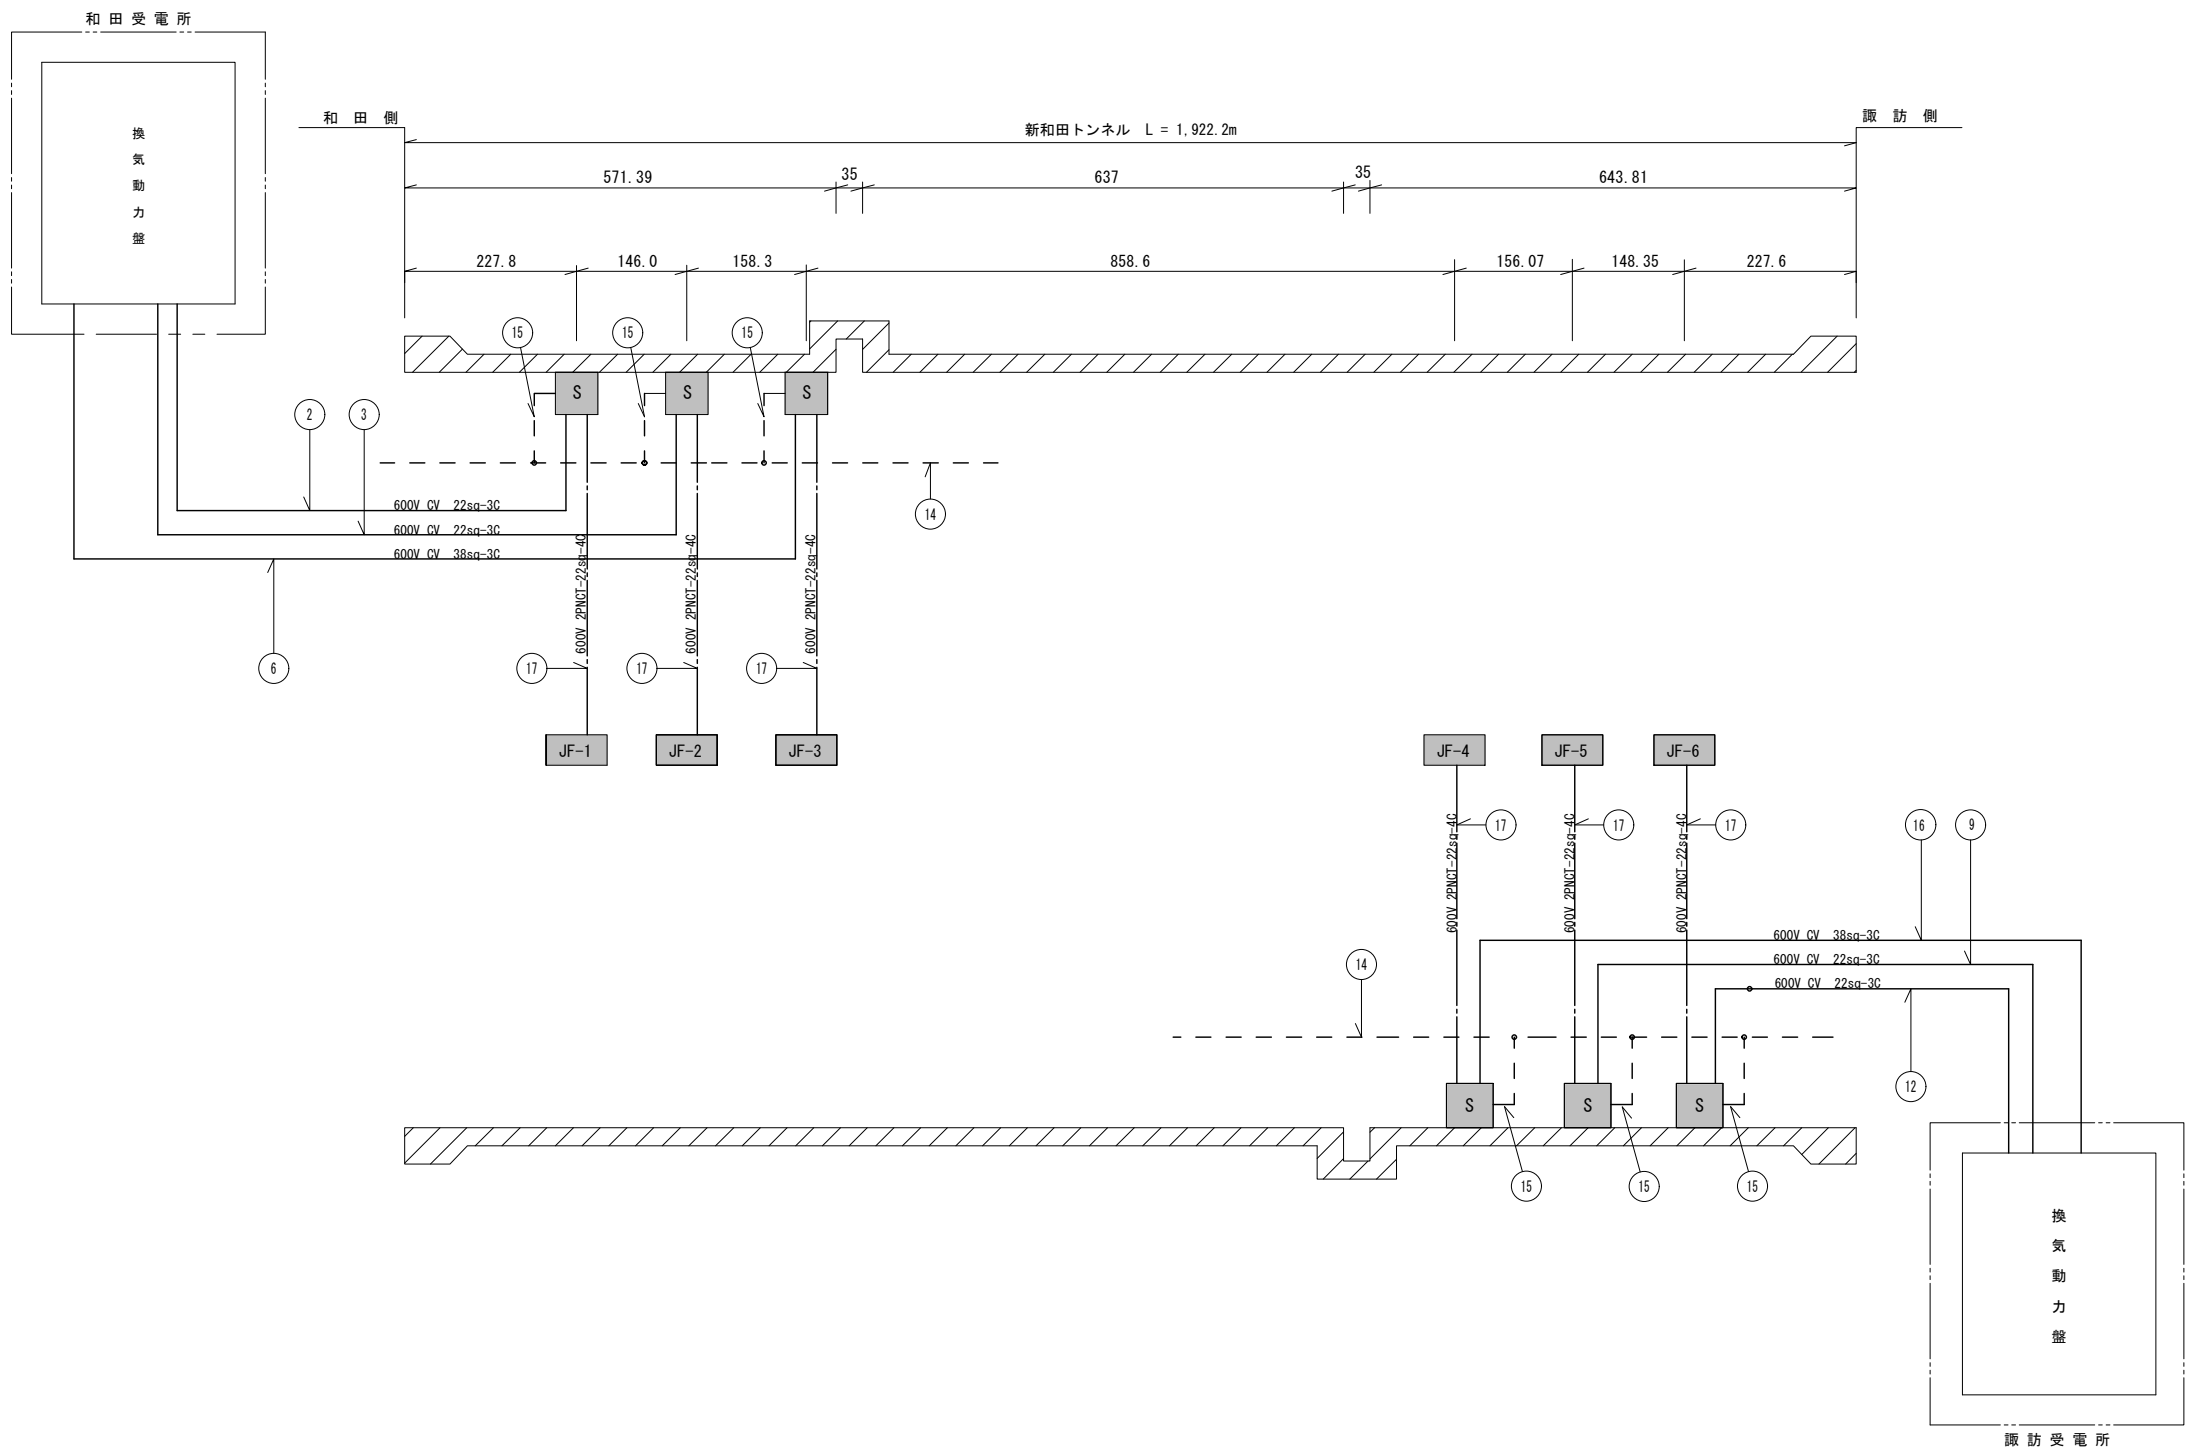 和田受電所
換気動力盤
和田側
諏訪側
新和田トンネル L = 1,922.2m
571.39
35
637
35
643.81
227.8
146.0
158.3
858.6
156.07
148.35
227.6
15
15
15
S
S
S
2
3
14
600V CV 22sq-3C
600V CV 22sq-3C
600V CV 38sq-3C
600V 2PNCT-22sq-4C
600V 2PNCT-22sq-4C
600V 2PNCT-22sq-4C
6
17
17
17
JF-1
JF-2
JF-3
JF-4
JF-5
JF-6
17
17
17
16
9
600V 2PNCT-22sq-4C
600V 2PNCT-22sq-4C
600V 2PNCT-22sq-4C
600V CV 38sq-3C
600V CV 22sq-3C
600V CV 22sq-3C
14
12
S
S
S
15
15
15
換気動力盤
諏訪受電所